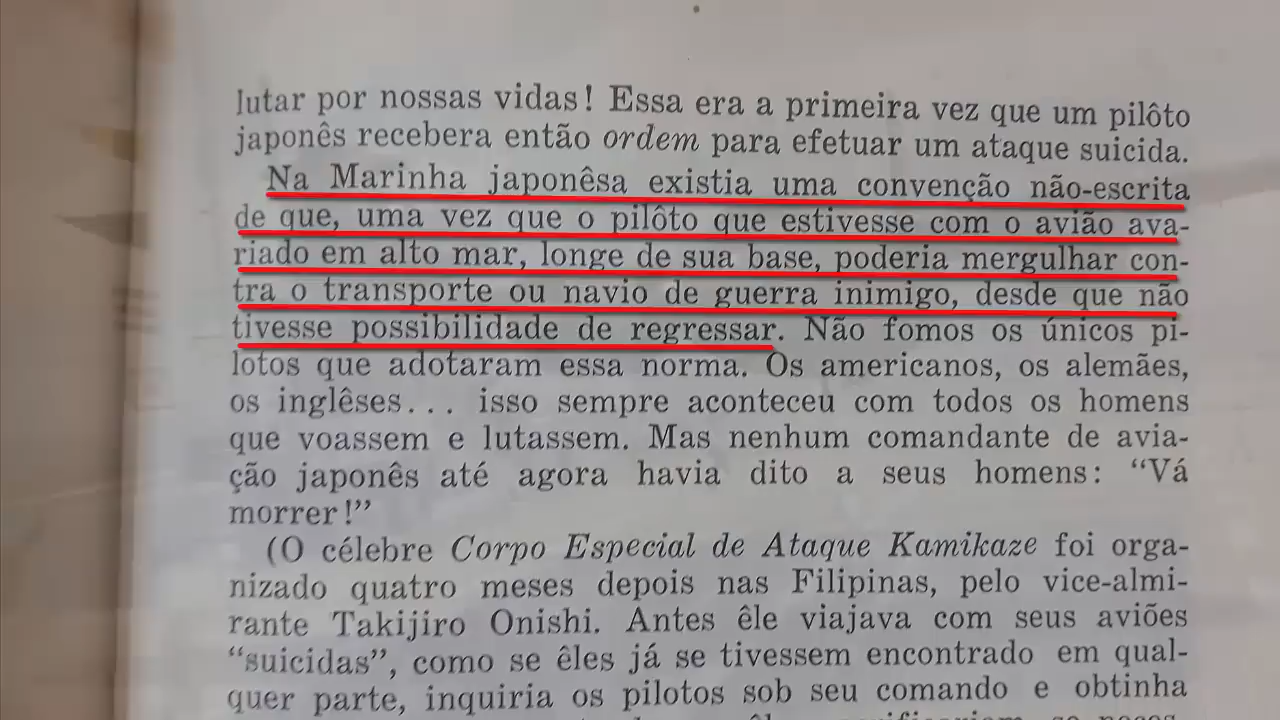 lutar por nossas vidas! Essa era a primeira vez que um pilôto
japonês recebera então ordem para efetuar um ataque suicida.
Na Marinha japonêsa existia uma convenção não-escrita
de que, uma vez que o pilôto que estivesse com o avião ava-
riado em alto mar, longe de sua base, poderia mergulhar con-
tra o transporte ou navio de guerra inimigo, desde que não
tivesse possibilidade de regressar. Não fomos os únicos pi-
lotos que adotaram essa norma. Os americanos, os alemães,
os inglêses... isso sempre aconteceu com todos os homens
que voassem e lutassem. Mas nenhum comandante de avia-
ção japonês até agora havia dito a seus homens: “Vá
morrer!”
(O célebre Corpo Especial de Ataque Kamikaze foi orga-
nizado quatro meses depois nas Filipinas, pelo vice-almi-
rante Takijiro Onishi. Antes êle viajava com seus aviões
“suicidas”, como se êles já se tivessem encontrado em qual-
quer parte, inquiria os pilotos sob seu comando e obtinha